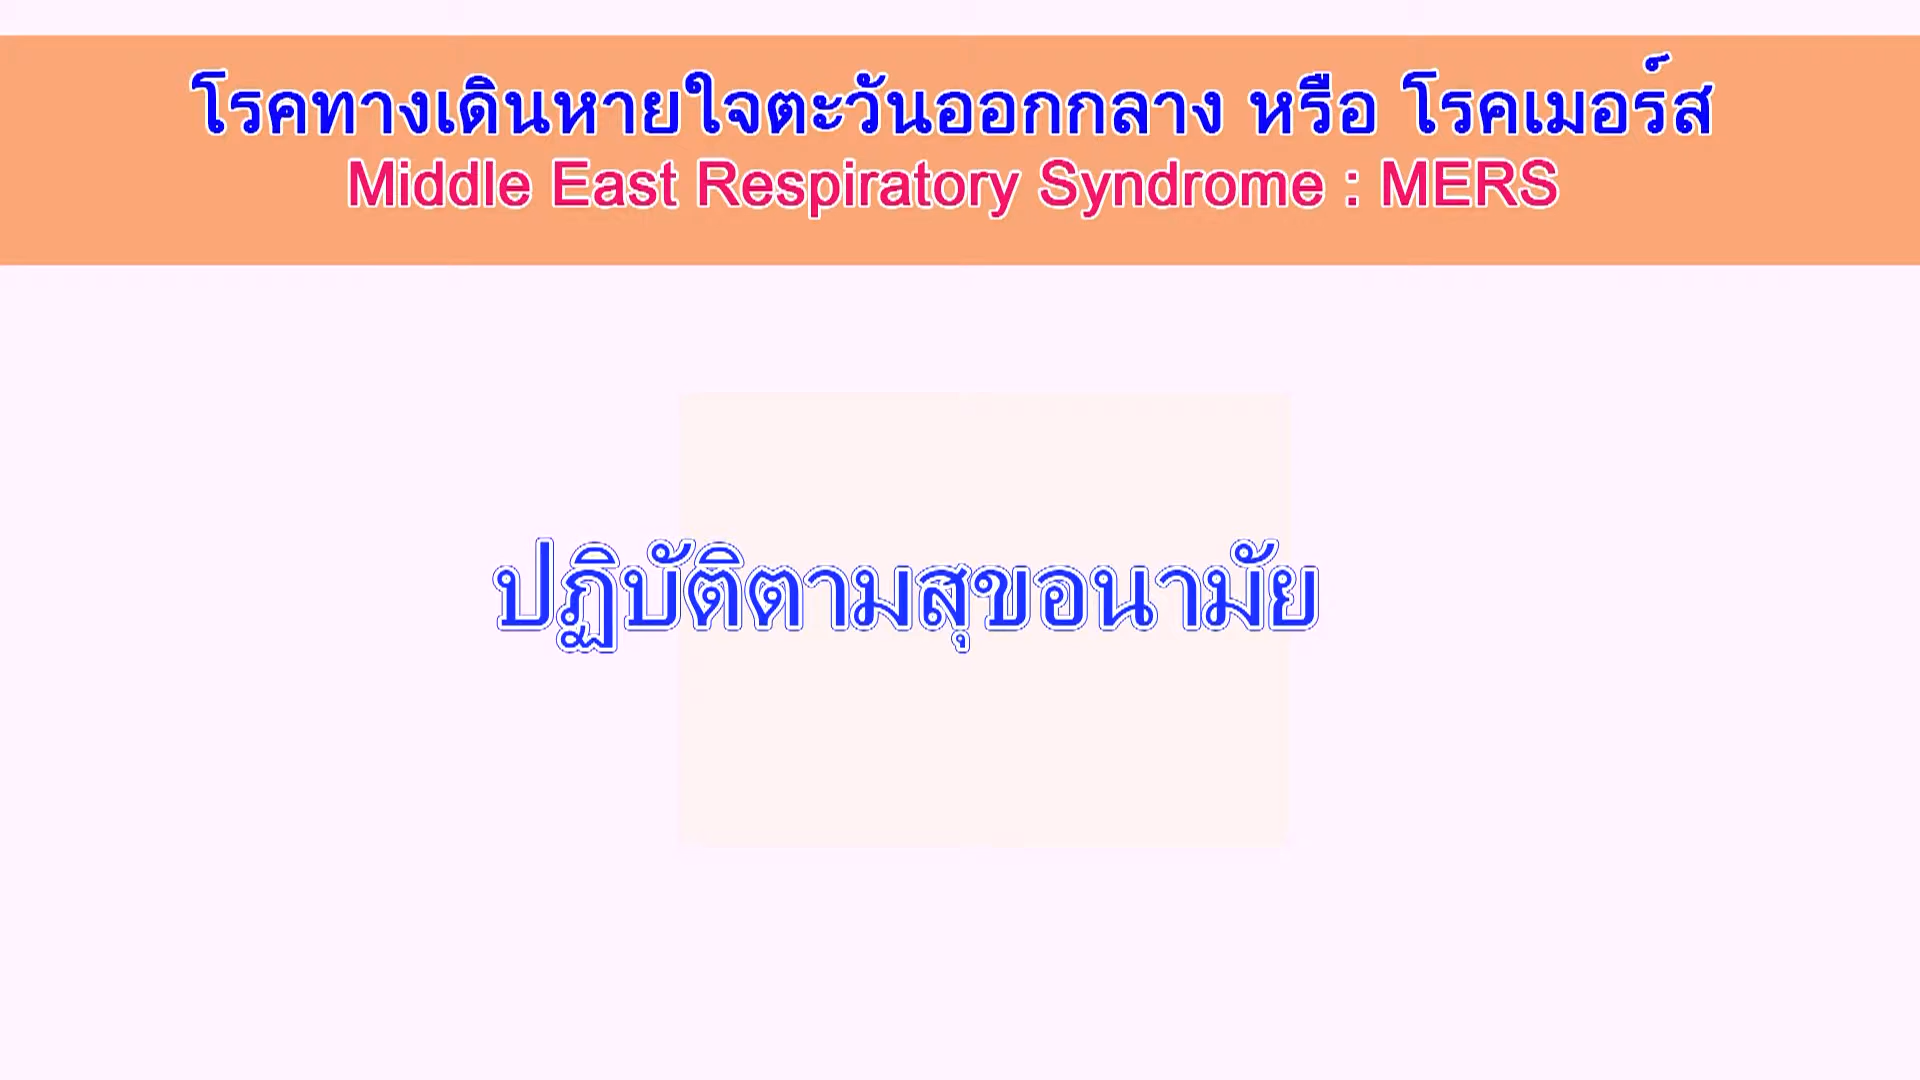 โรคทางเดินหายใจตะวันออกกลาง หรือ โรคเมอร์ส
Middle East Respiratory Syndrome : MERS
ปฏิบัติตามสุขอนามัย